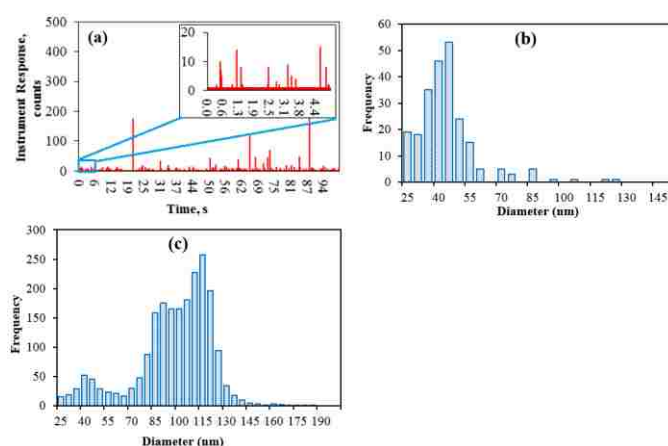 (a)
Instrument Response, counts
500
400
300
200
100
0
20
10
0
0.0 0.6 1.3 1.9 2.5 3.1 3.8 4.4
0 6 12 19 25 31 37 44 50 56 62 69 75 81 87 94
Time, s
(b)
Frequency
60
50
40
30
20
10
0
25 40 55 70 85 100 115 130 145
Diameter (nm)
(c)
Frequency
300
250
200
150
100
50
0
25 40 55 70 85 100 115 130 145 160 175 190
Diameter (nm)